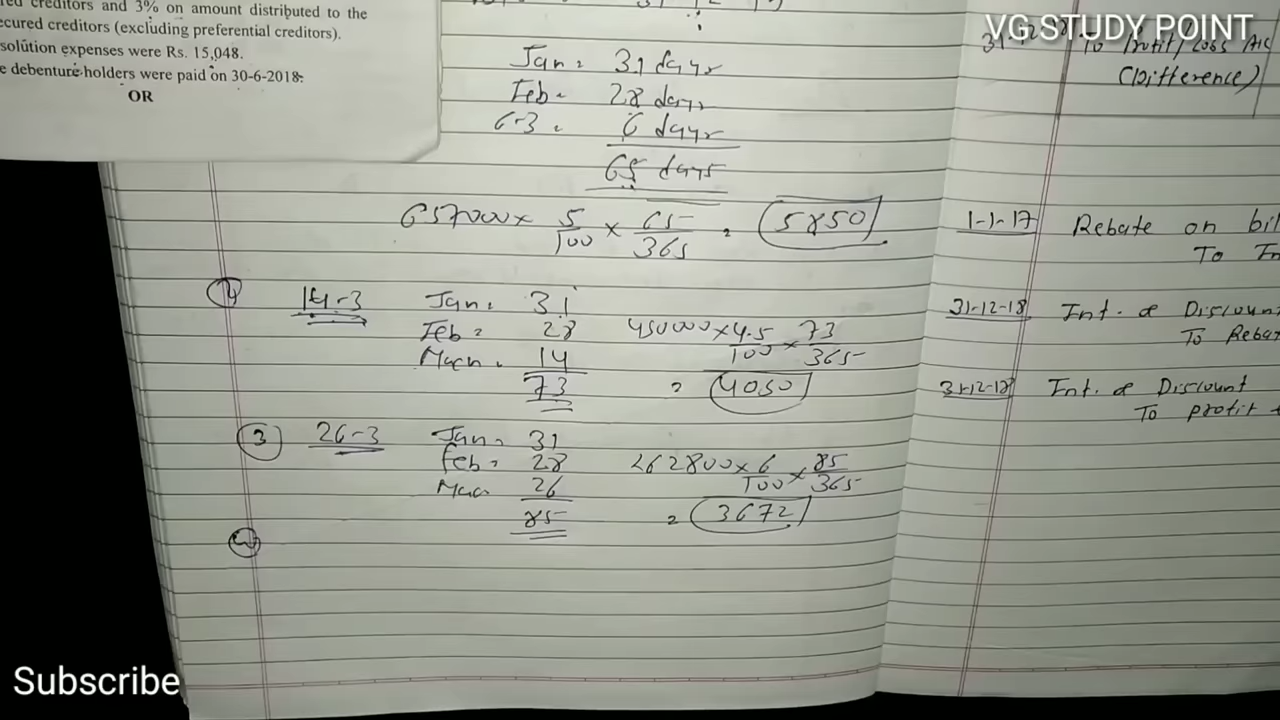 red creditors and 3% on amount distributed to the
ecured creditors (excluding preferential creditors).
solution expenses were Rs. 15,048.
e debenture holders were paid on 30-6-2018.
OR
VG STUDY POINT
To Profit/Loss A/c
(Difference)
Jan = 31 days
Feb = 28 days
6-3 = 6 days
65 days
657000 × 5/100 × 65/365 = 5850
1-1-17 Rebate on bil
To In
4 14-3 Jan = 31
Feb = 28
March = 14
73
450000 × 4.5/100 × 73/365
= 4050
31-12-18 Int. & Discoun
To Reba
31-12-18 Int. & Discount
To profit
3 26-3 Jan = 31
Feb = 28
Mar = 26
85
262800 × 6/100 × 85/365
= 3672
Subscribe